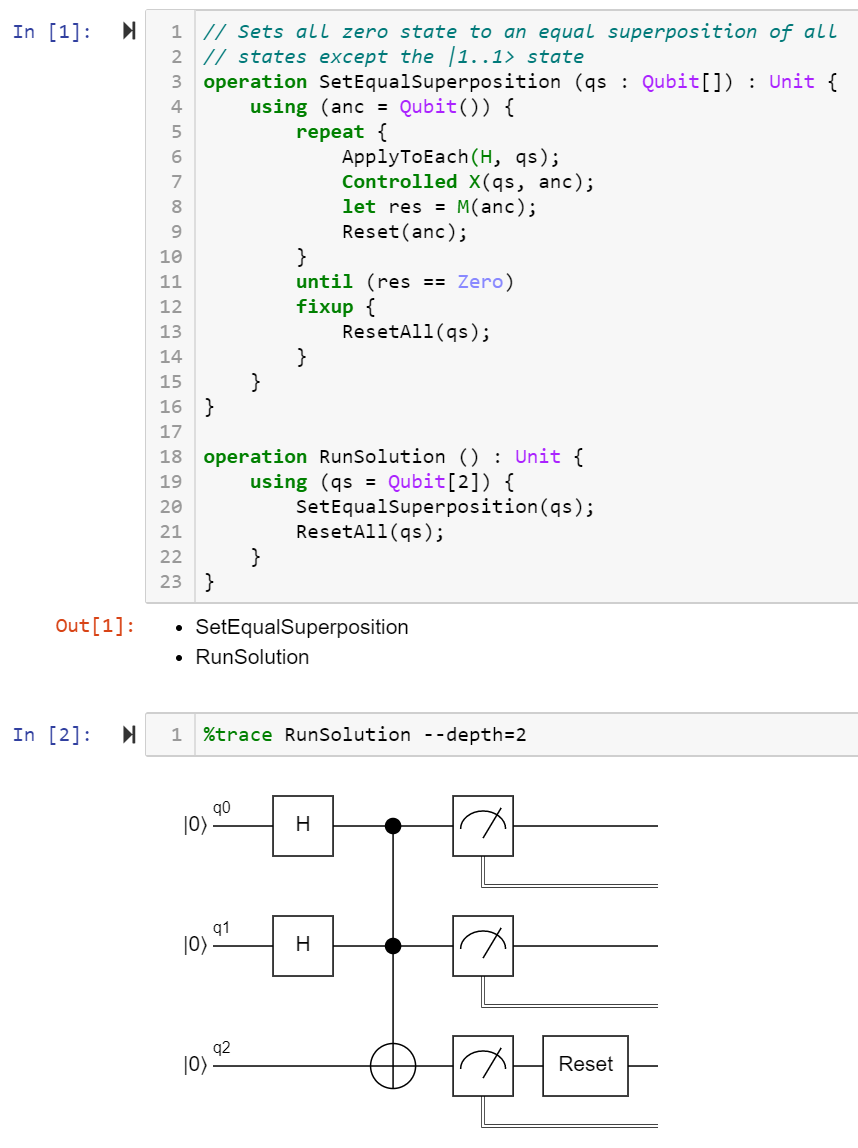 In [1]:
1 // Sets all zero state to an equal superposition of all
2 // states except the |1..1> state
3 operation SetEqualSuperposition (qs : Qubit[]) : Unit {
4     using (anc = Qubit()) {
5         repeat {
6             ApplyToEach(H, qs);
7             Controlled X(qs, anc);
8             let res = M(anc);
9             Reset(anc);
10         }
11         until (res == Zero)
12         fixup {
13             ResetAll(qs);
14         }
15     }
16 }
17
18 operation RunSolution () : Unit {
19     using (qs = Qubit[2]) {
20         SetEqualSuperposition(qs);
21         ResetAll(qs);
22     }
23 }
Out[1]:
• SetEqualSuperposition
• RunSolution
In [2]:
1 %trace RunSolution --depth=2
|0⟩ q0 H
|0⟩ q1 H
|0⟩ q2 Reset